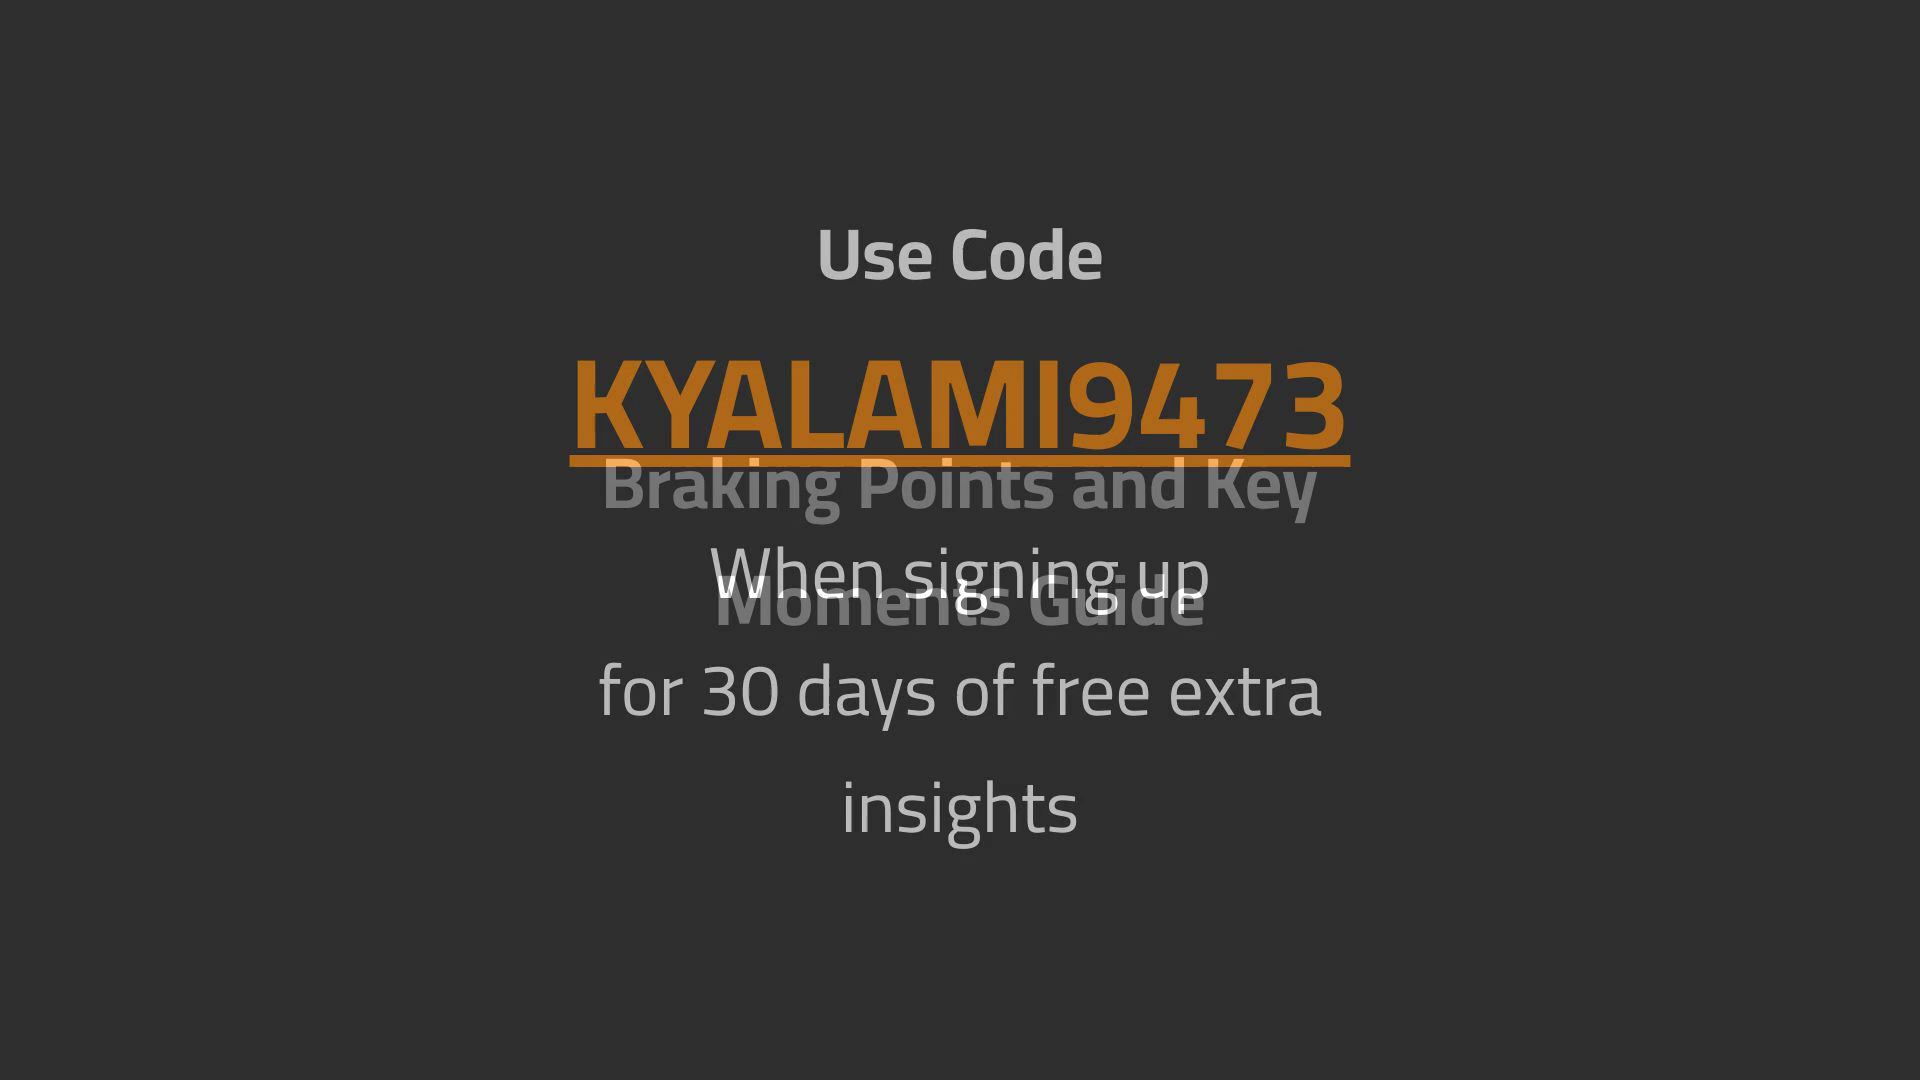 Use Code
KYALAMI9473
Braking Points and Key
When signing up
Moments Guide
for 30 days of free extra
insights